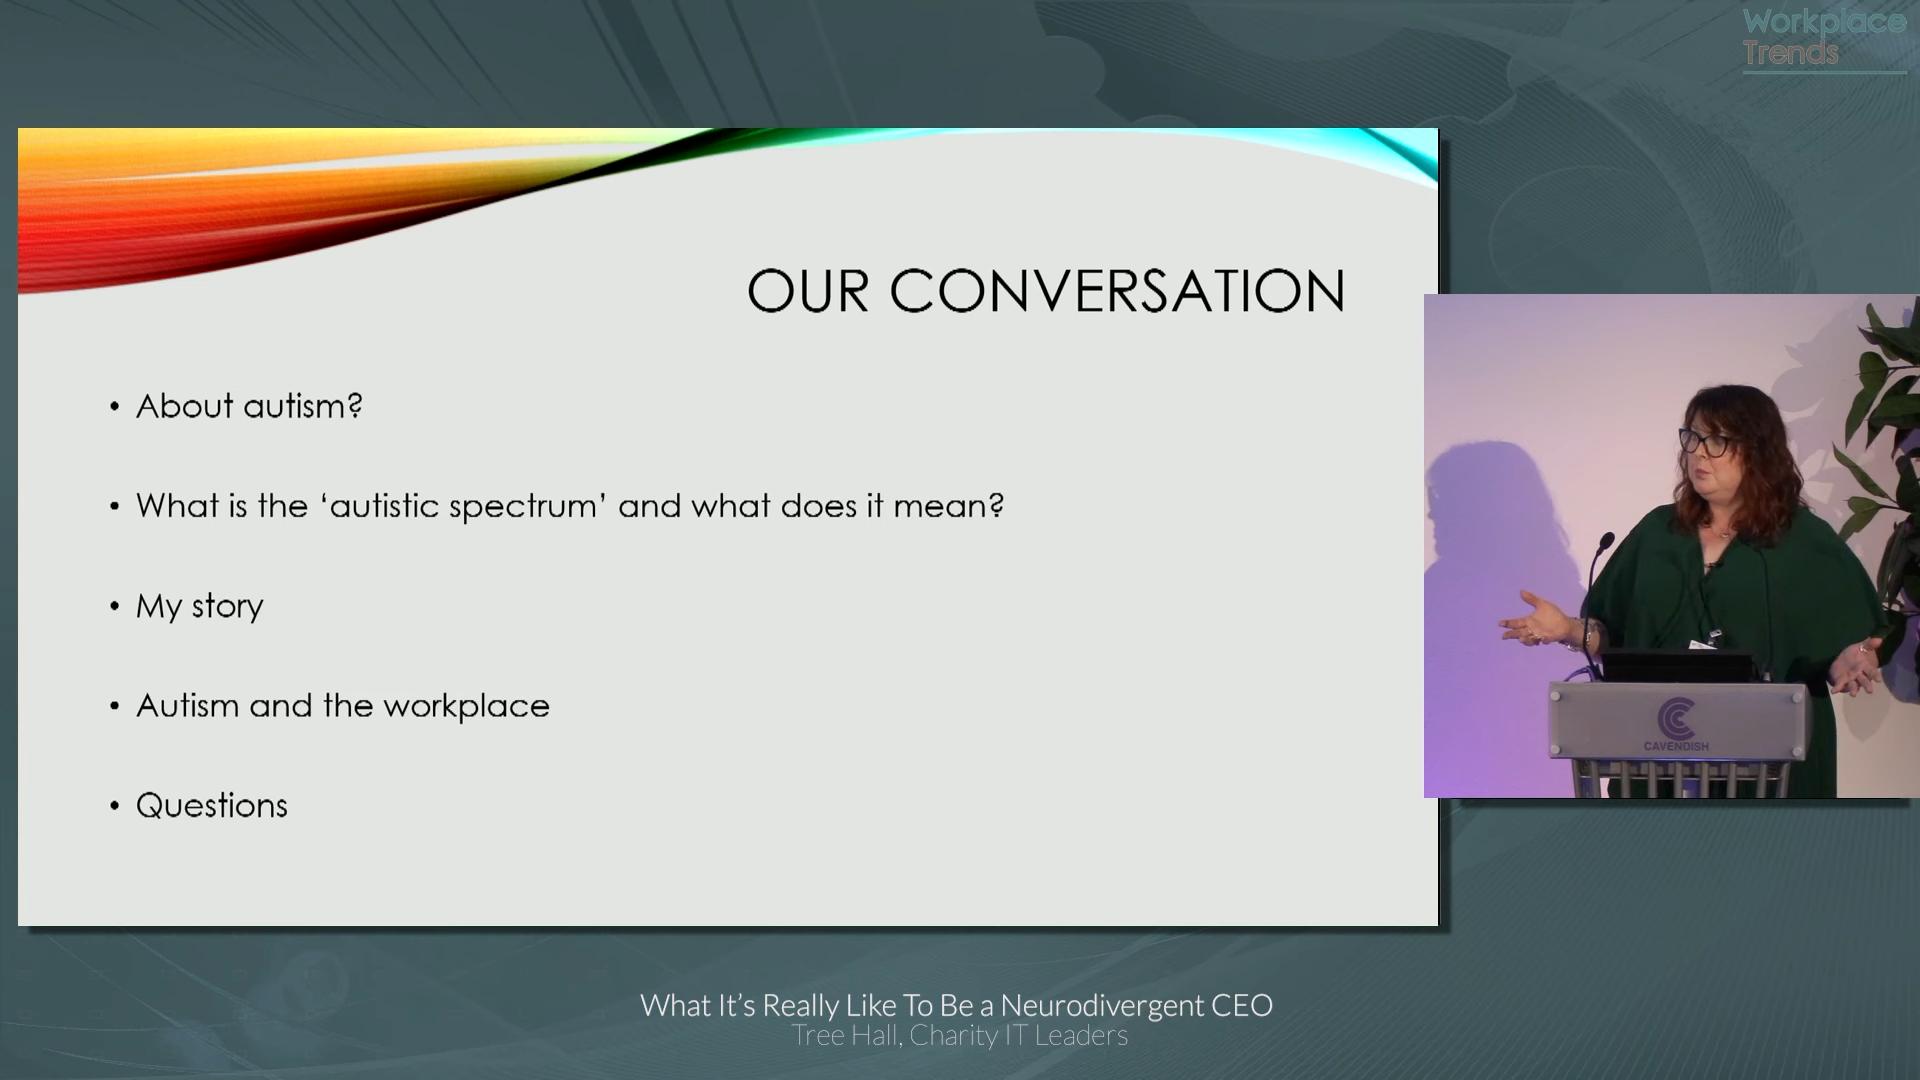 Workplace
Trends
OUR CONVERSATION
• About autism?
• What is the ‘autistic spectrum’ and what does it mean?
• My story
• Autism and the workplace
• Questions
CAVENDISH
What It’s Really Like To Be a Neurodivergent CEO
Tree Hall, Charity IT Leaders